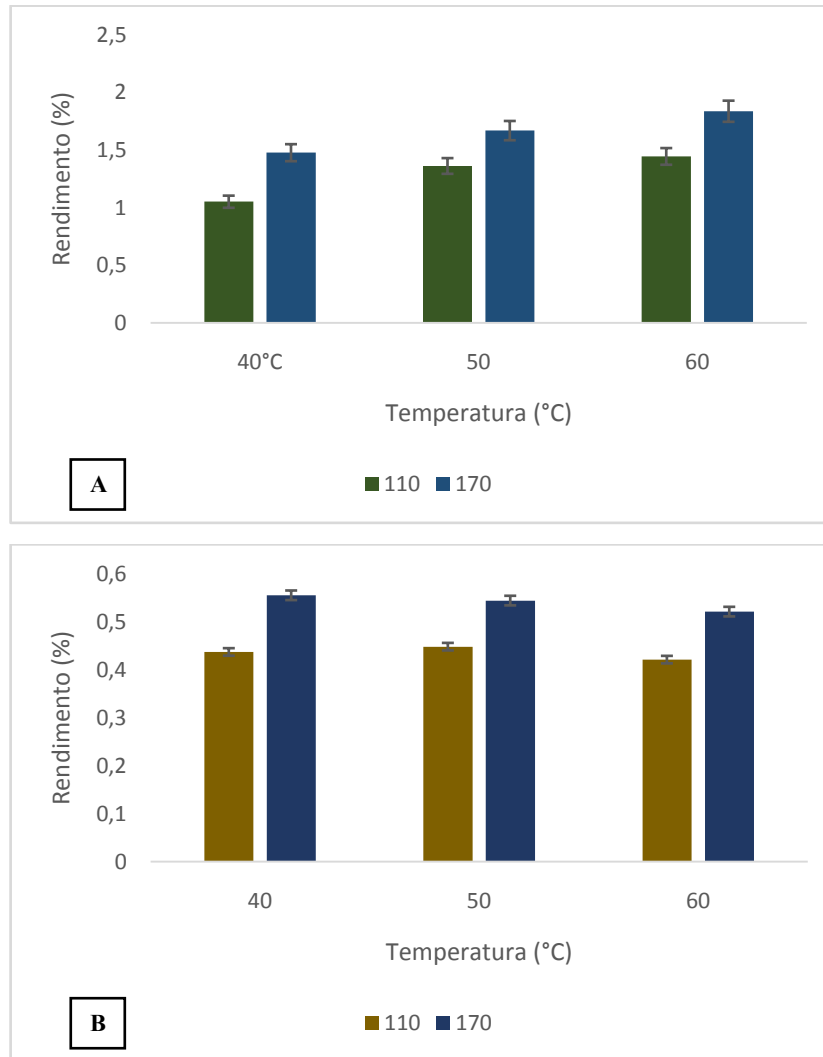 2,5
2
1,5
1
0,5
0
Rendimento (%)
40°C 50 60
Temperatura (°C)
A
110 170
0,6
0,5
0,4
0,3
0,2
0,1
0
Rendimento (%)
40 50 60
Temperatura (°C)
B
110 170